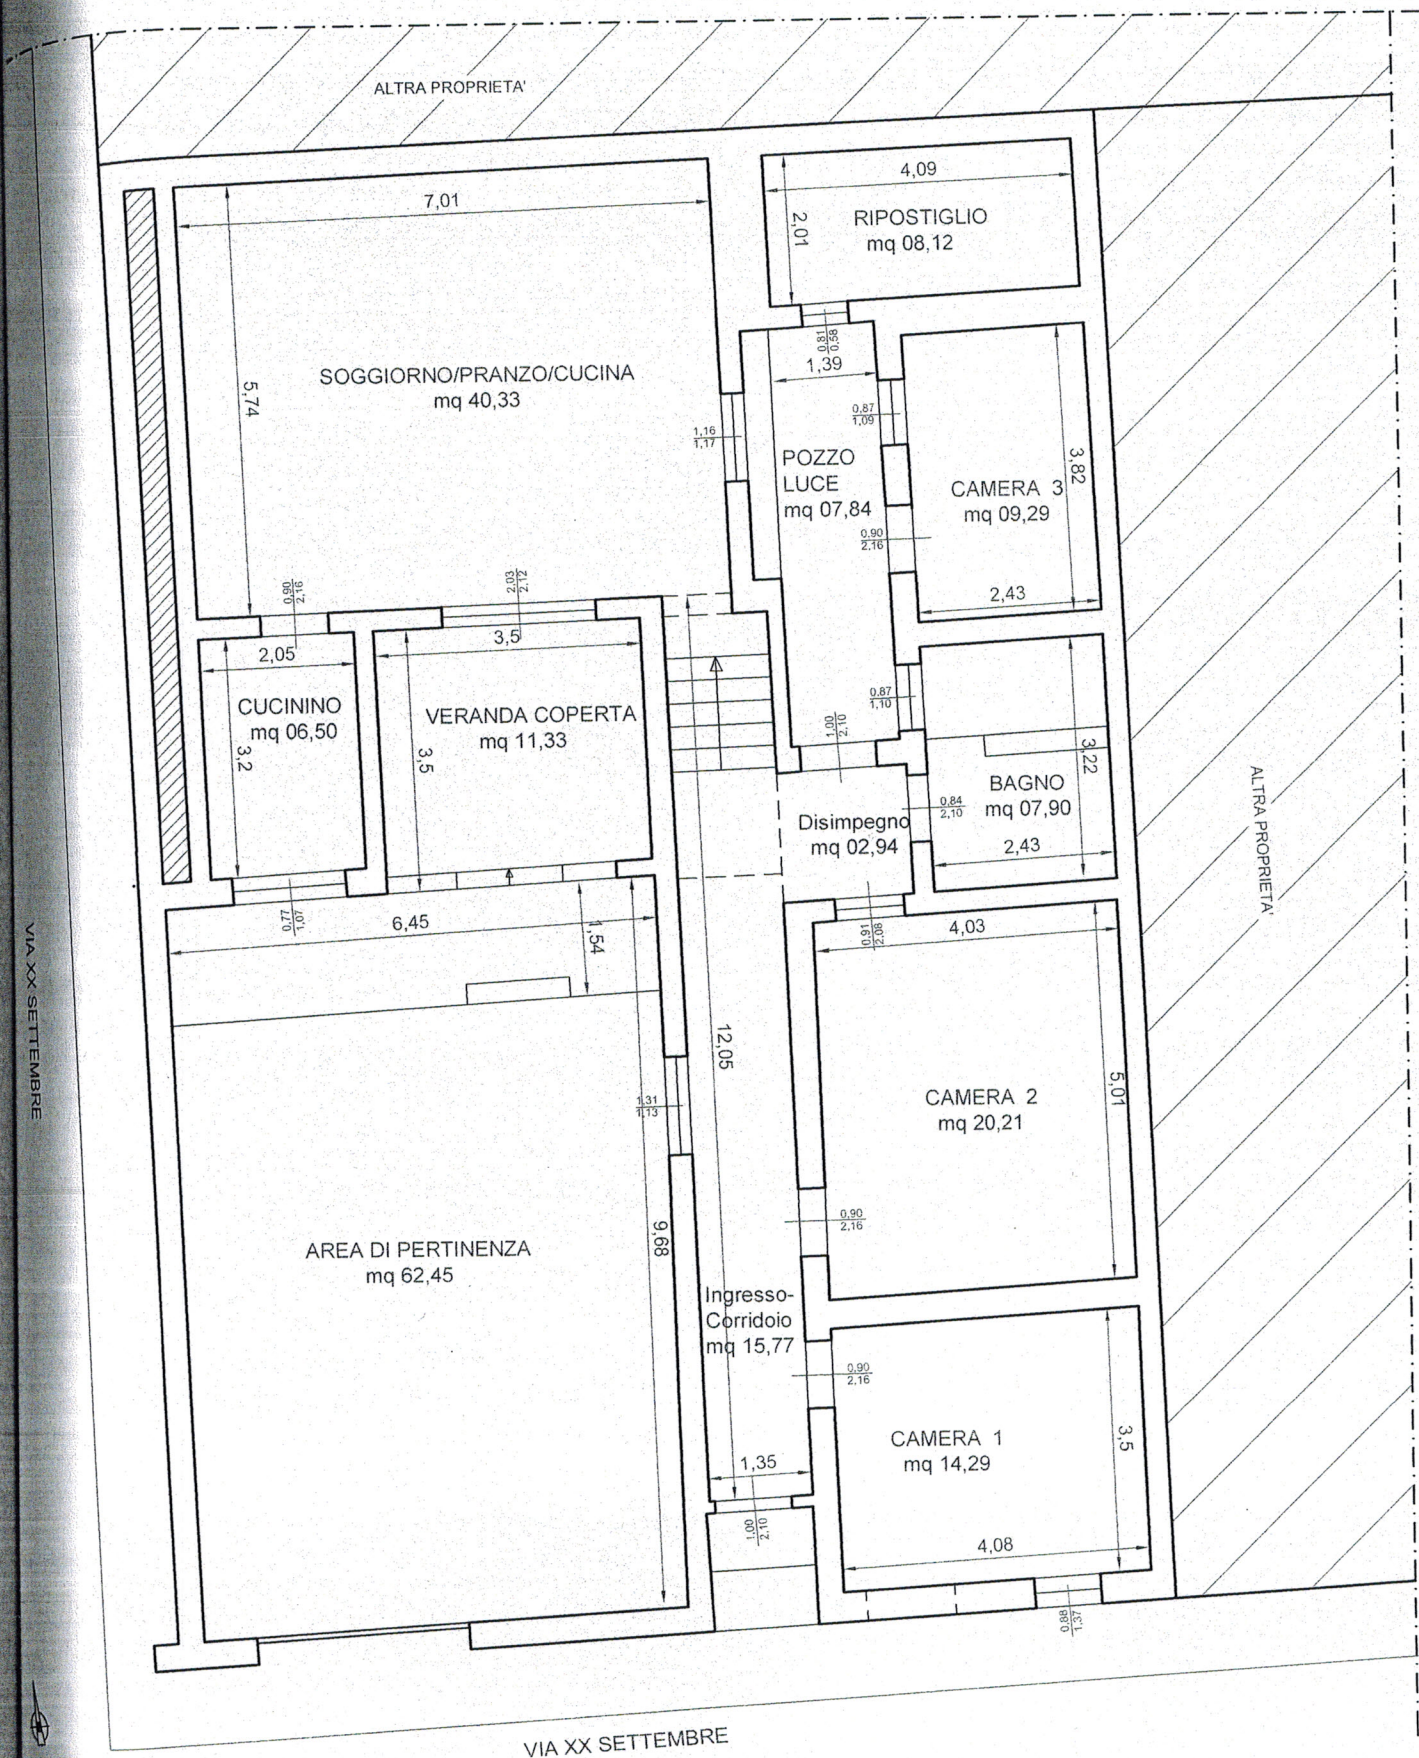 ALTRA PROPRIETA'
4,09
7,01
2,01
RIPOSTIGLIO
mq 08,12
0,81
0,58
1,39
SOGGIORNO/PRANZO/CUCINA
mq 40,33
5,74
0,87
1,09
1,16
1,17
POZZO
LUCE
mq 07,84
3,82
CAMERA 3
mq 09,29
0,90
2,16
2,43
0,90
2,16
2,03
2,12
3,5
2,05
CUCININO
mq 06,50
3,2
VERANDA COPERTA
mq 11,33
3,5
0,87
1,10
1,00
2,10
3,22
BAGNO
mq 07,90
0,84
2,10
2,43
Disimpegno
mq 02,94
ALTRA PROPRIETA'
0,77
1,07
6,45
1,54
0,91
2,08
4,03
VIA XX SETTEMBRE
12,05
1,31
1,13
5,01
CAMERA 2
mq 20,21
0,90
2,16
AREA DI PERTINENZA
mq 62,45
9,68
Ingresso-
Corridoio
mq 15,77
0,90
2,16
CAMERA 1
mq 14,29
3,5
1,35
1,00
2,10
4,08
0,88
1,37
VIA XX SETTEMBRE